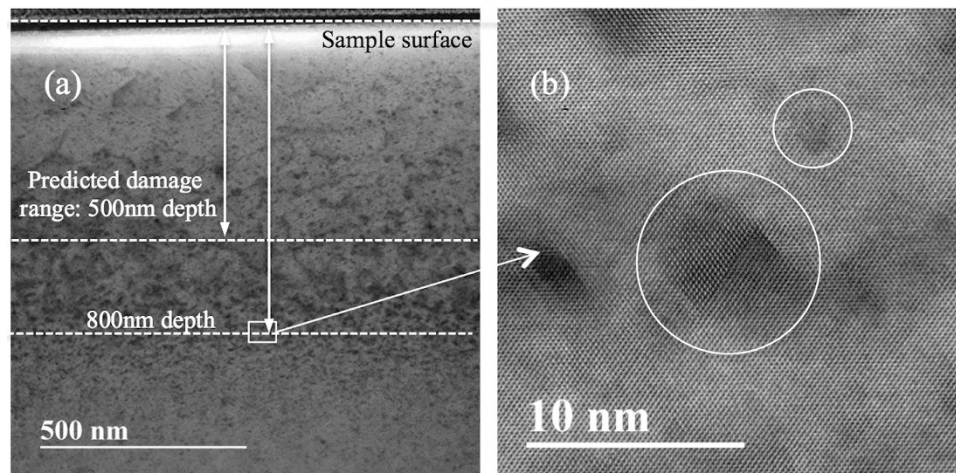 Sample surface
(a)
Predicted damage
range: 500nm depth
800nm depth
500 nm
(b)
10 nm